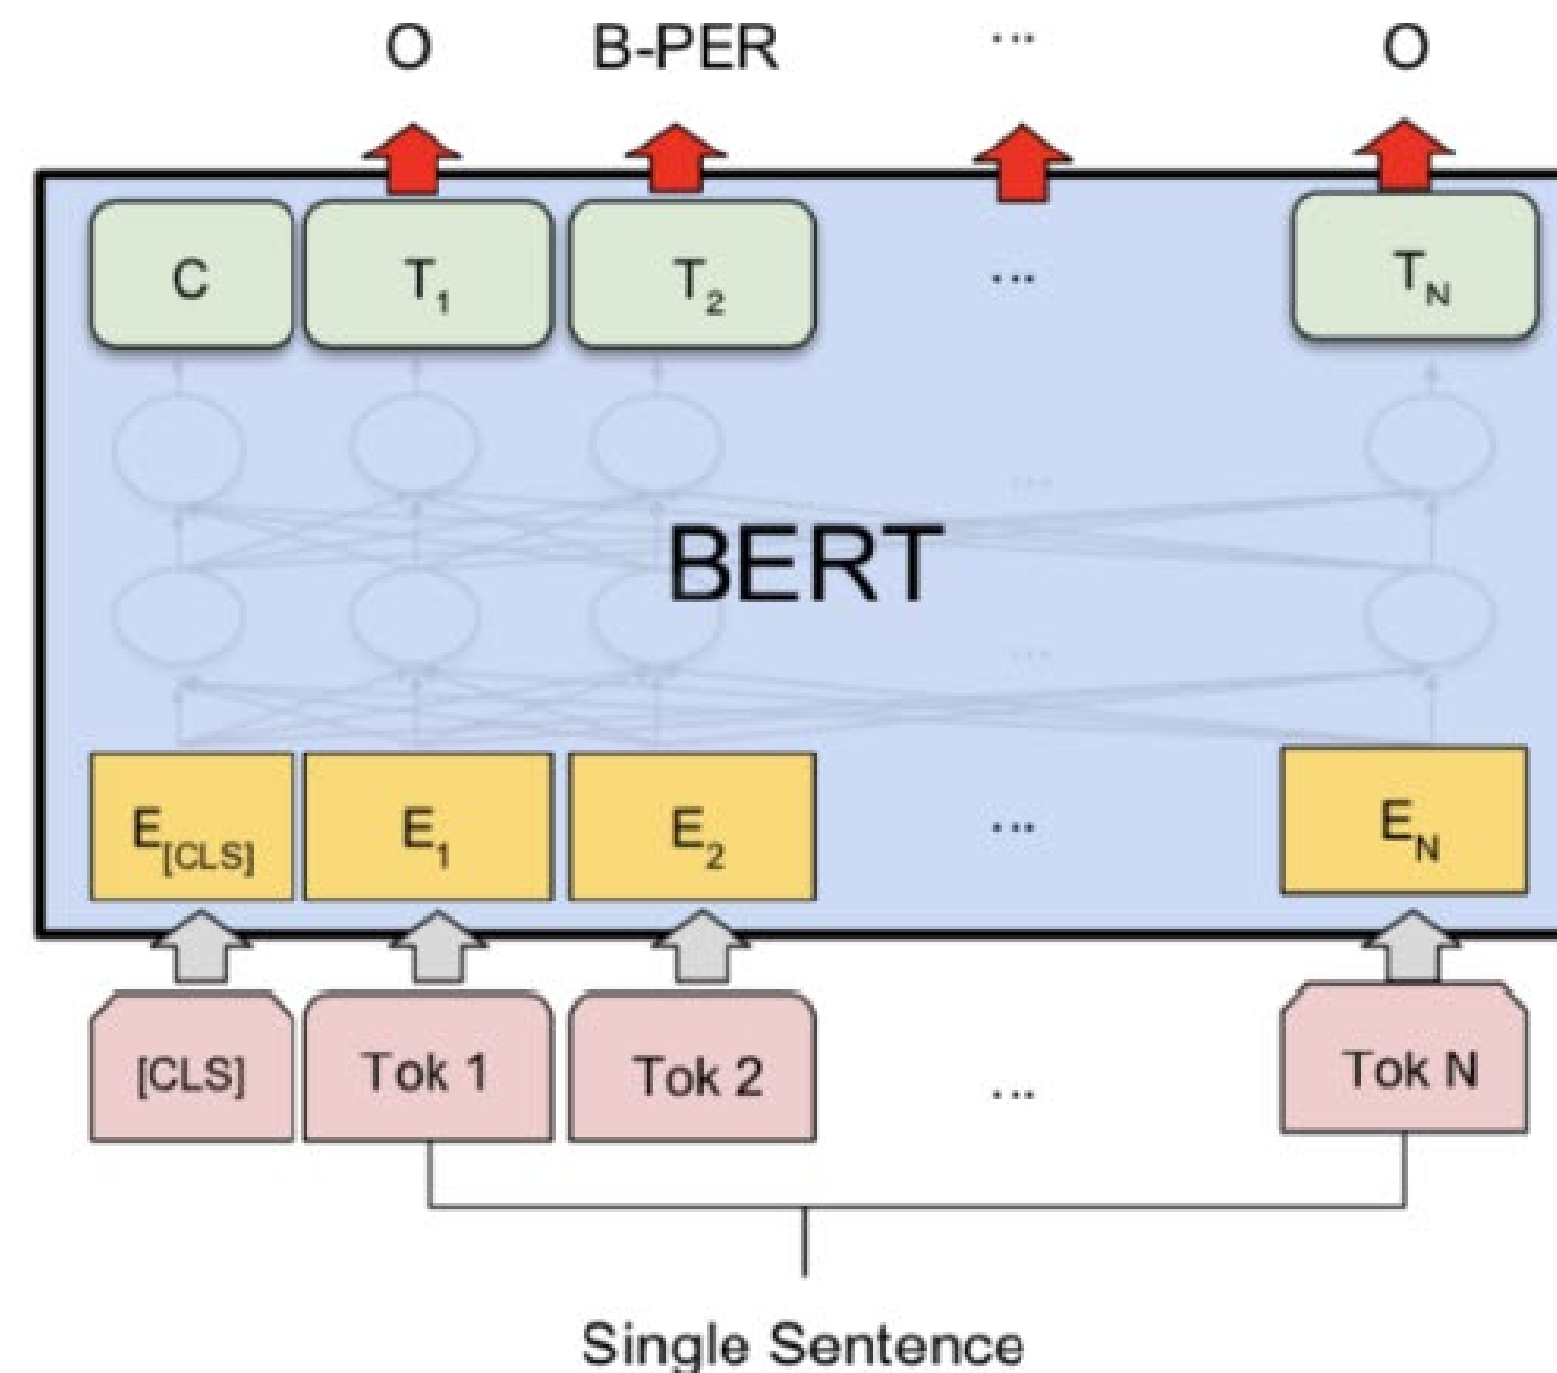 O B-PER ... O
C T1 T2 ... TN
...
BERT
...
E[CLS] E1 E2 ... EN
[CLS] Tok 1 Tok 2 ... Tok N
Single Sentence